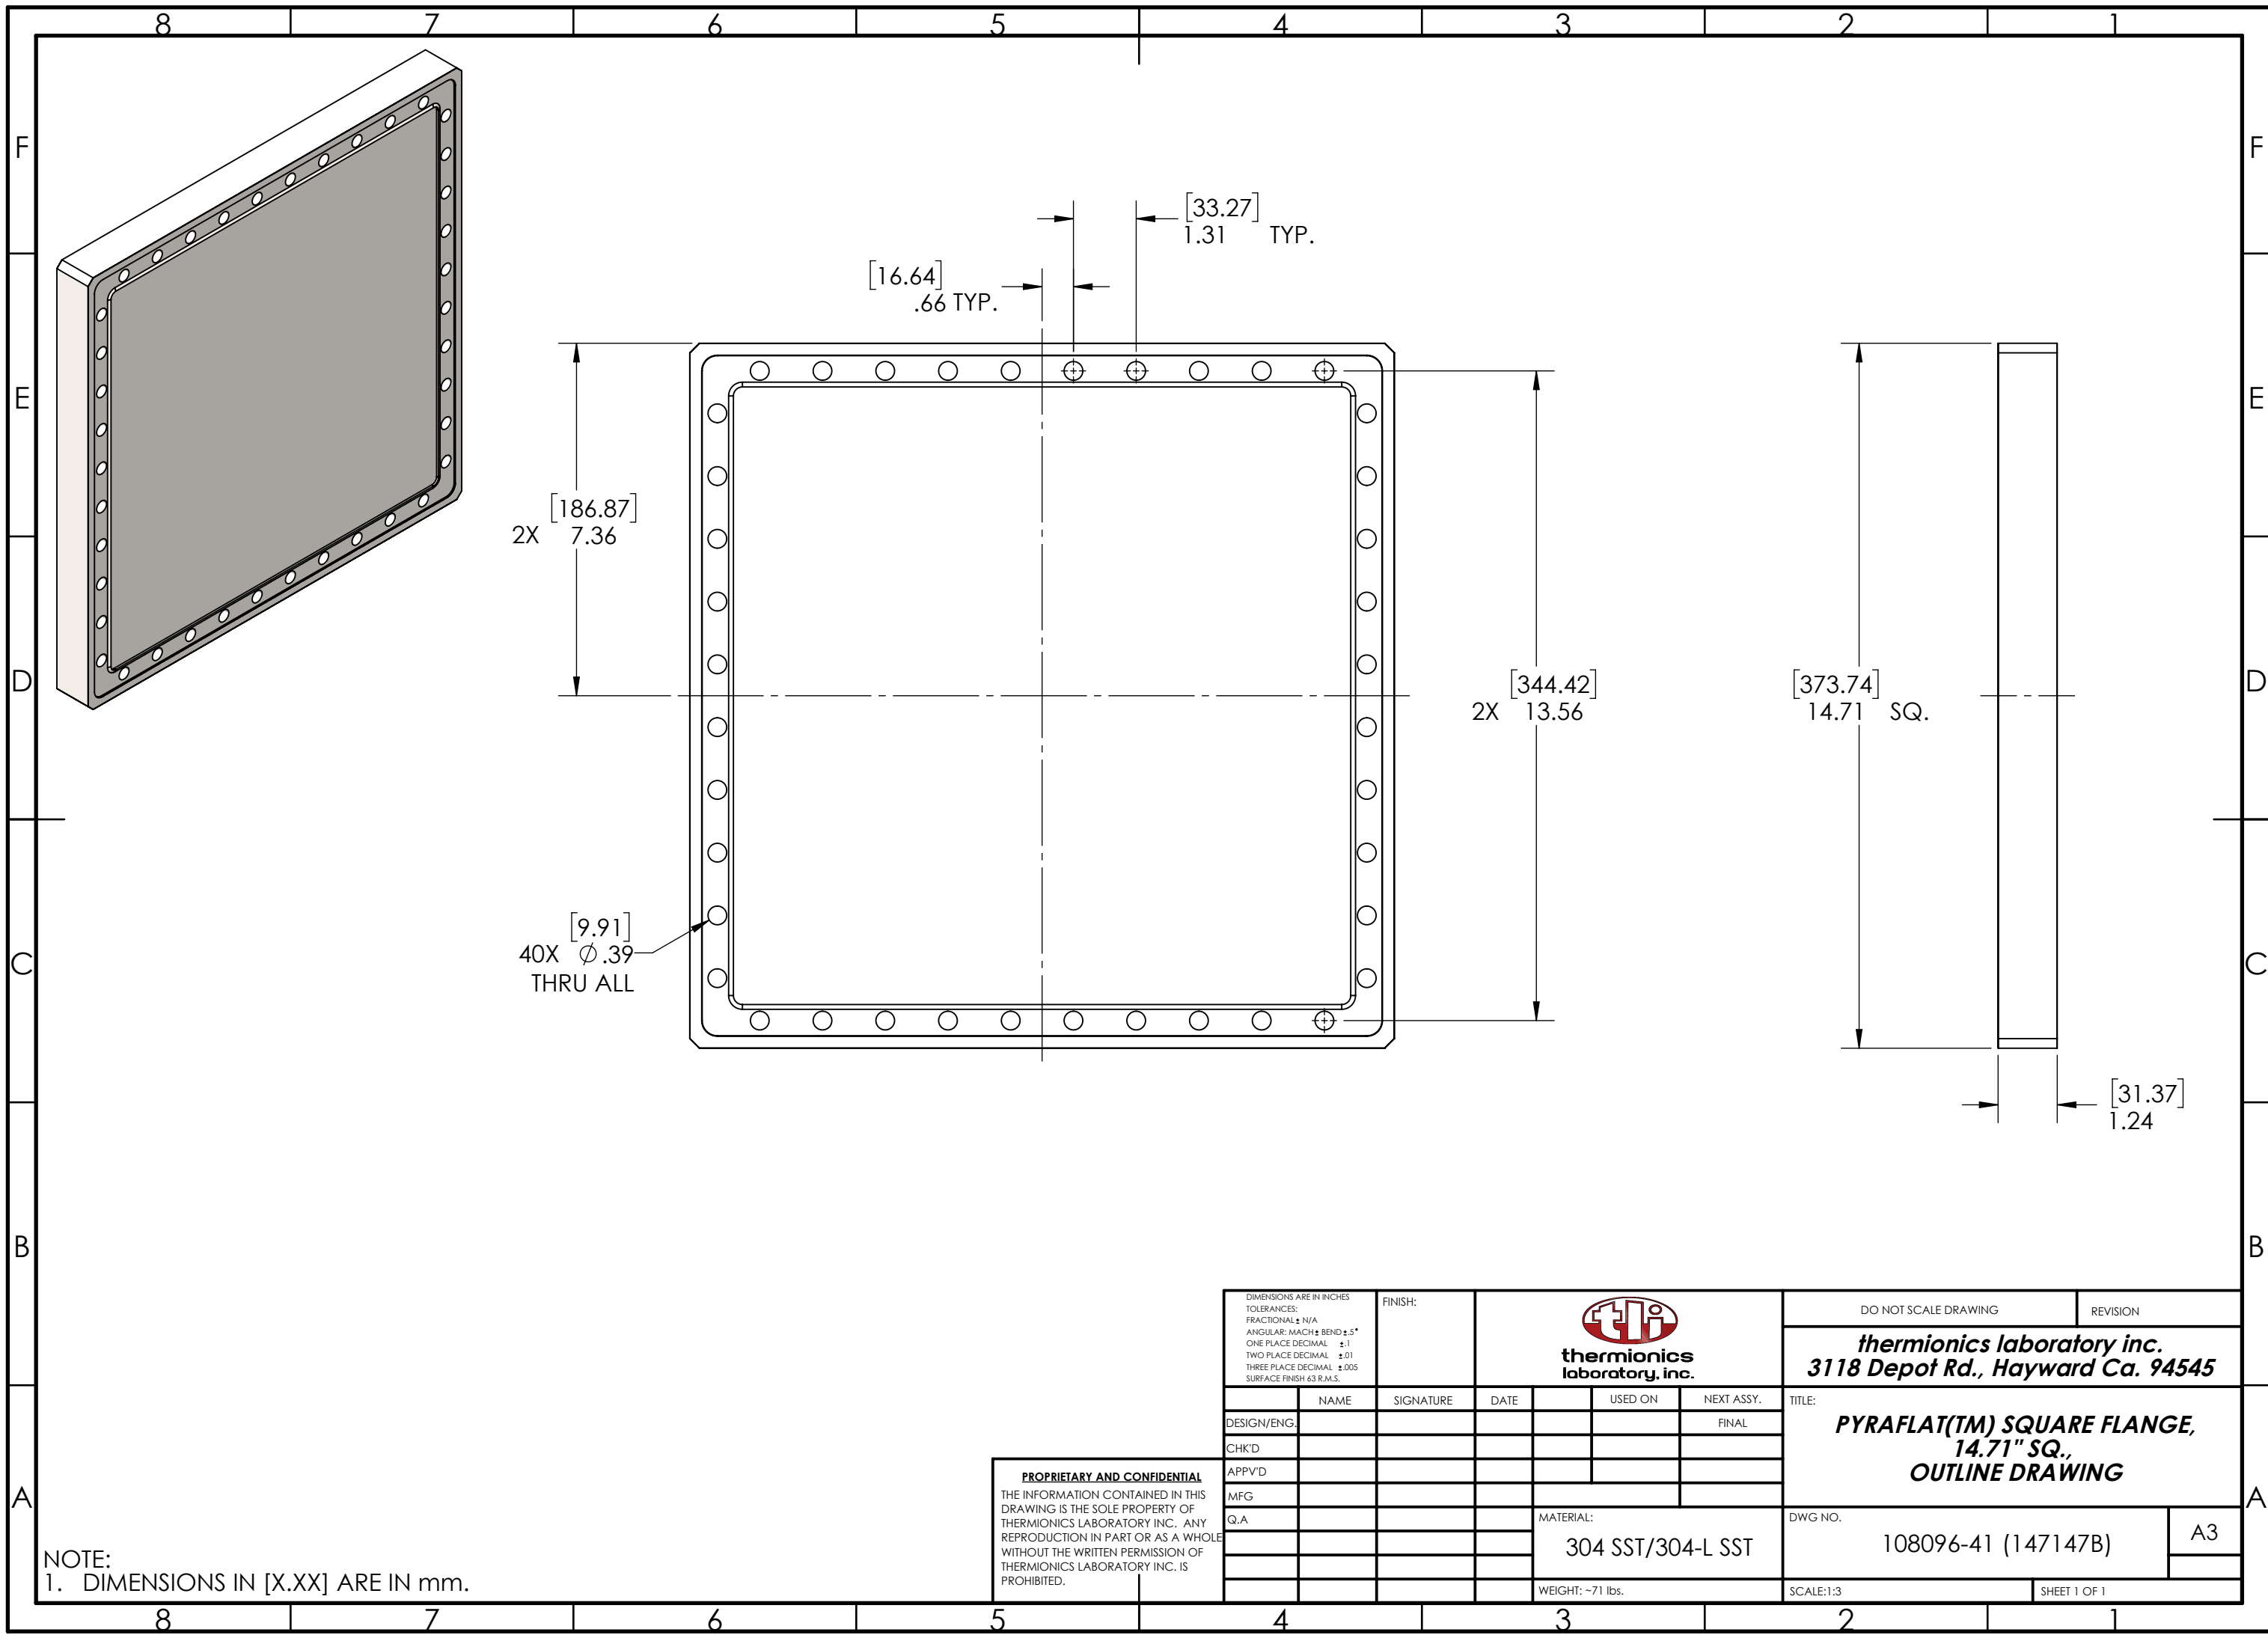 8 7 6 5 4 3 2 1
F F
E E
D D
C C
B B
A A
[33.27]
1.31 TYP.
[16.64]
.66 TYP.
[186.87]
2X 7.36
[344.42]
2X 13.56
[373.74]
14.71 SQ.
[9.91]
40X ∅.39
THRU ALL
[31.37]
1.24
NOTE:
1. DIMENSIONS IN [X.XX] ARE IN mm.
PROPRIETARY AND CONFIDENTIAL
THE INFORMATION CONTAINED IN THIS
DRAWING IS THE SOLE PROPERTY OF
THERMIONICS LABORATORY INC. ANY
REPRODUCTION IN PART OR AS A WHOLE
WITHOUT THE WRITTEN PERMISSION OF
THERMIONICS LABORATORY INC. IS
PROHIBITED.
DIMENSIONS ARE IN INCHES
TOLERANCES:
FRACTIONAL± N/A
ANGULAR: MACH± BEND±.5°
ONE PLACE DECIMAL ±.1
TWO PLACE DECIMAL ±.01
THREE PLACE DECIMAL ±.005
SURFACE FINISH 63 R.M.S.
FINISH:
tli
thermionics
laboratory, inc.
DO NOT SCALE DRAWING
REVISION
thermionics laboratory inc.
3118 Depot Rd., Hayward Ca. 94545
NAME SIGNATURE DATE USED ON NEXT ASSY.
DESIGN/ENG. FINAL
CHK'D
APPV'D
MFG
Q.A
TITLE:
PYRAFLAT(TM) SQUARE FLANGE,
14.71" SQ.,
OUTLINE DRAWING
MATERIAL:
304 SST/304-L SST
WEIGHT: ~71 lbs.
DWG NO.
108096-41 (147147B)
A3
SCALE:1:3
SHEET 1 OF 1
8 7 6 5 4 3 2 1